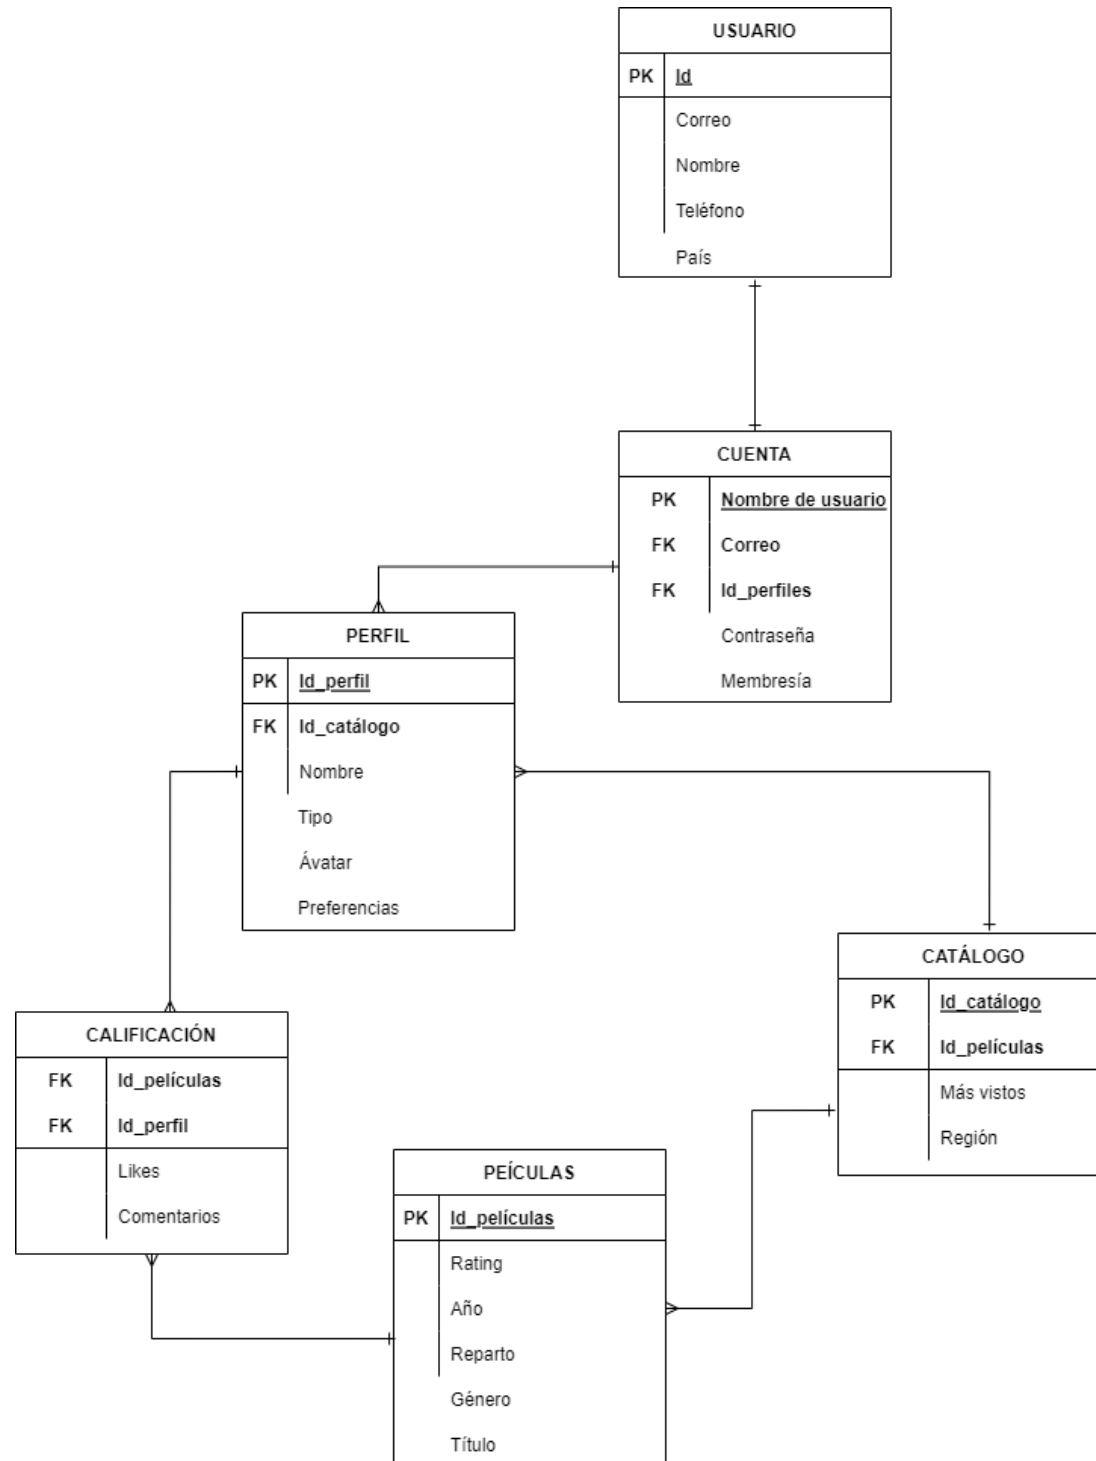 USUARIO
PK Id
Correo
Nombre
Teléfono
País
CUENTA
PK Nombre de usuario
FK Correo
FK Id_perfiles
Contraseña
Membresía
PERFIL
PK Id_perfil
FK Id_catálogo
Nombre
Tipo
Ávatar
Preferencias
CATÁLOGO
PK Id_catálogo
FK Id_películas
Más vistos
Región
CALIFICACIÓN
FK Id_películas
FK Id_perfil
Likes
Comentarios
PEÍCULAS
PK Id_películas
Rating
Año
Reparto
Género
Título